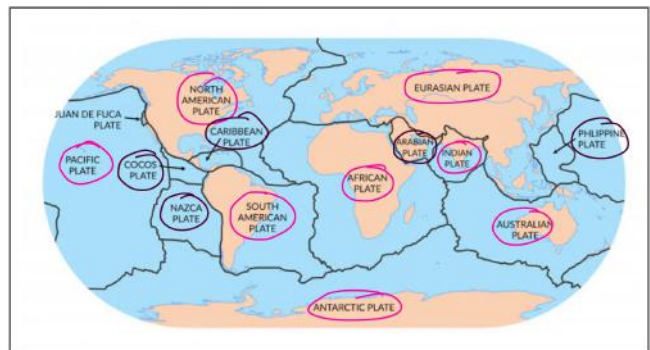 NORTH
AMERICAN
PLATE
EURASIAN PLATE
JUAN DE FUCA
PLATE
CARIBBEAN
PLATE
ARABIAN
PLATE
INDIAN
PLATE
PHLIPPINE
PLATE
PACIFIC
PLATE
COCOS
PLATE
AFRICAN
PLATE
NAZCA
PLATE
SOUTH
AMERICAN
PLATE
AUSTRALIAN
PLATE
ANTARCTIC PLATE